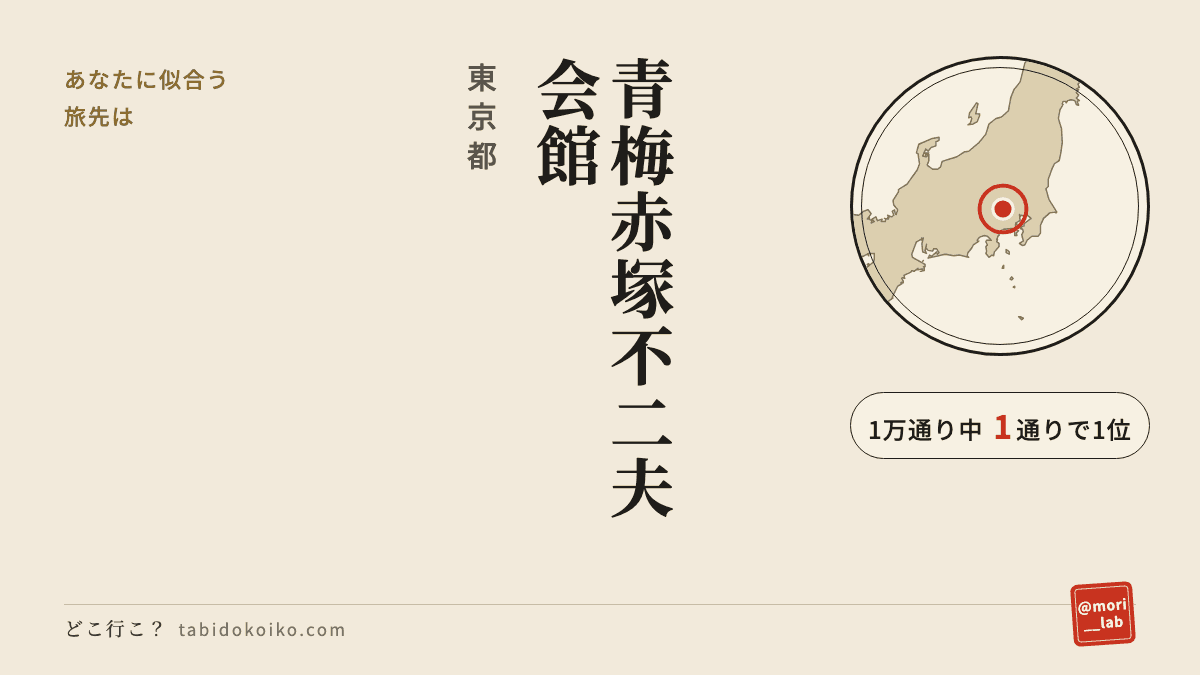 あなたに似合う
旅先は
青梅赤塚不二夫
会館
東京都
1万通り中 1通りで1位
どこ行こ? tabidokoiko.com
@mori
__lab